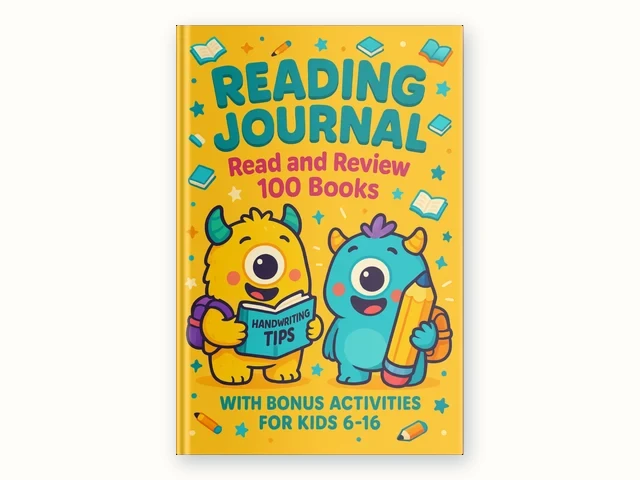 READING
JOURNAL
Read and Review
100 Books
HANDWRITING
TIPS
WITH BONUS ACTIVITIES
FOR KIDS 6-16